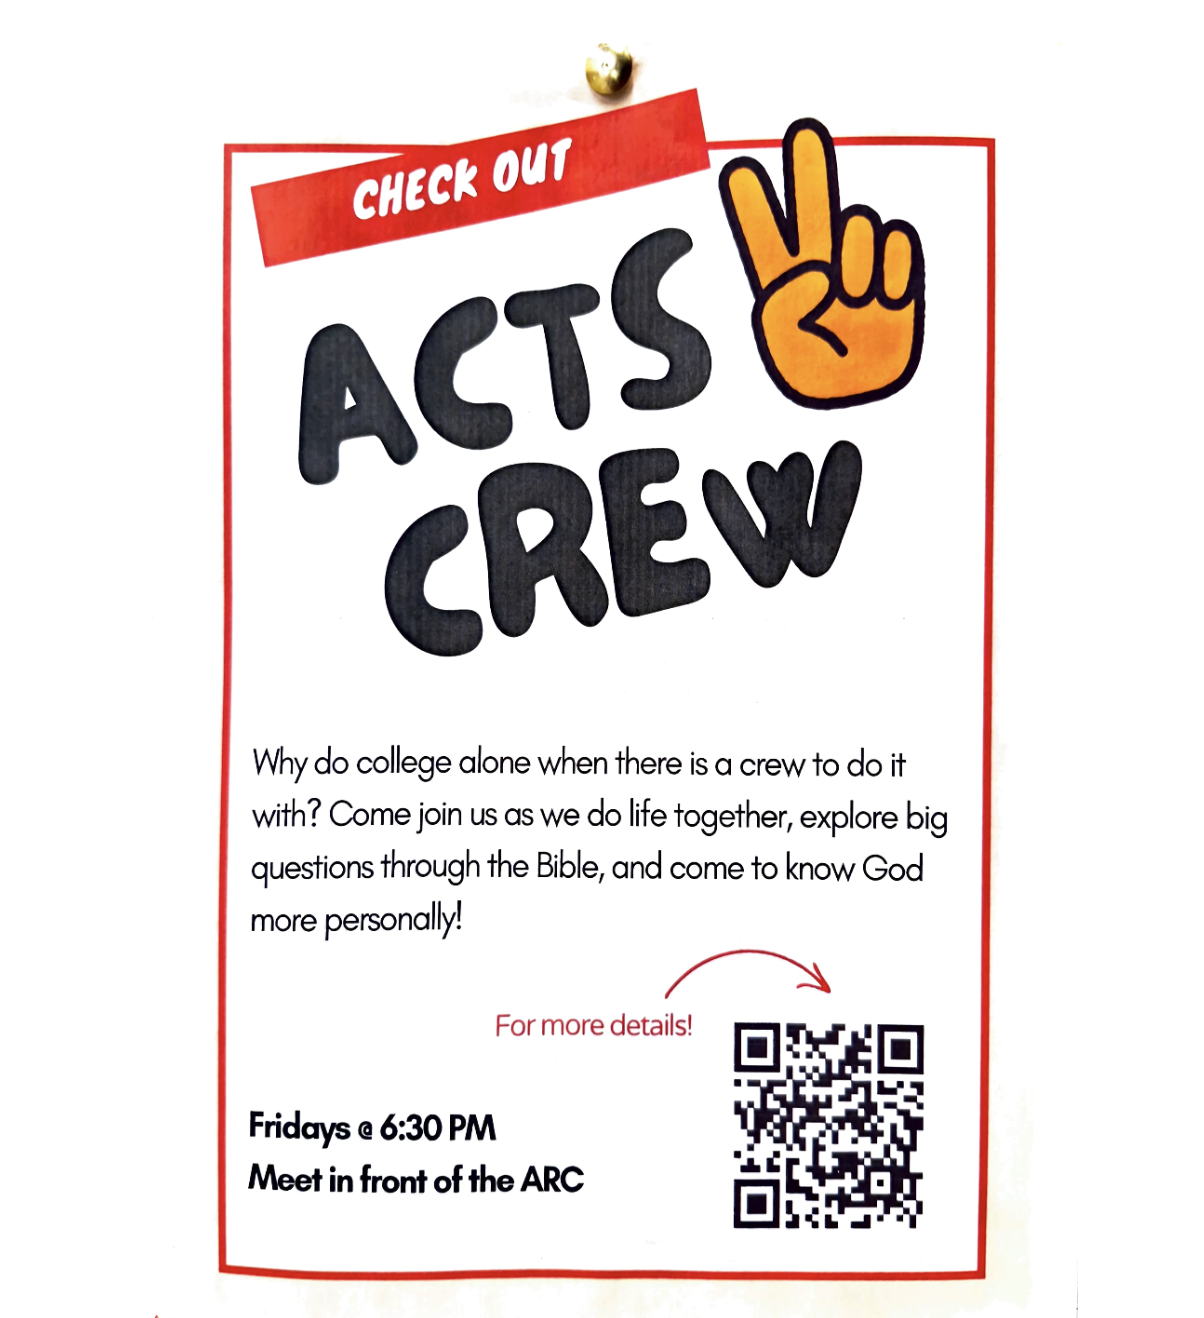 CHECK OUT
ACTS
CREW
Why do college alone when there is a crew to do it
with? Come join us as we do life together, explore big
questions through the Bible, and come to know God
more personally!
For more details!
Fridays @ 6:30 PM
Meet in front of the ARC